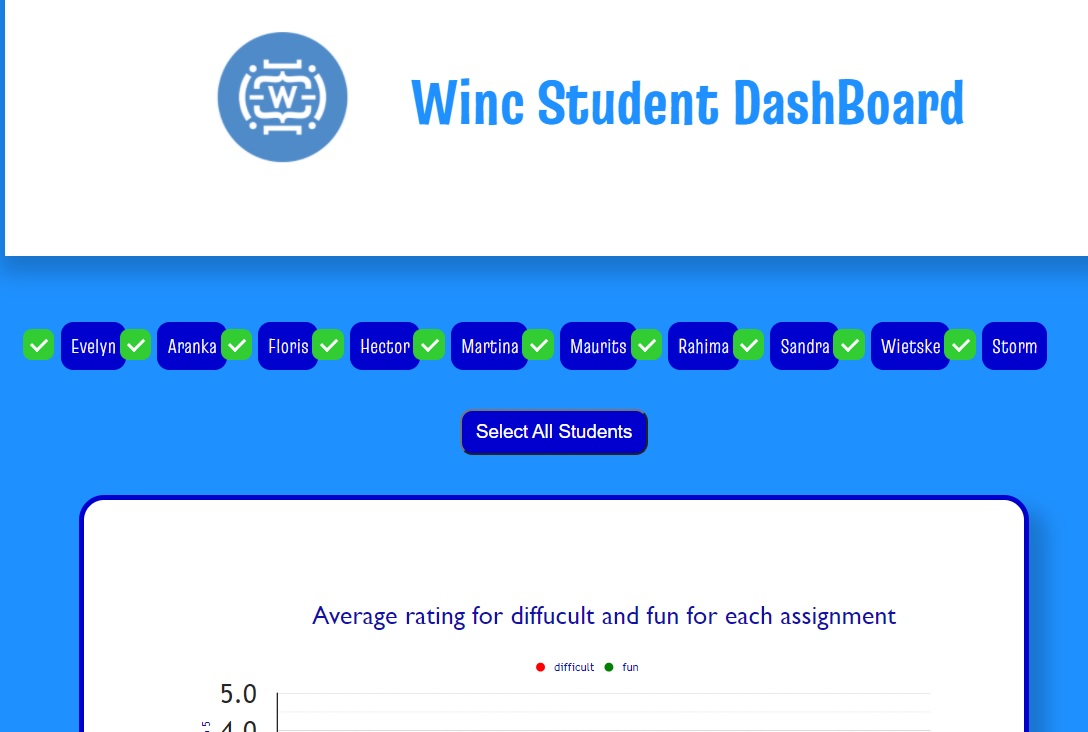 W
Winc Student DashBoard
Evelyn Aranka Floris Hector Martina Maurits Rahima Sandra Wietske Storm
Select All Students
Average rating for diffucult and fun for each assignment
difficult fun
5.0
4.0